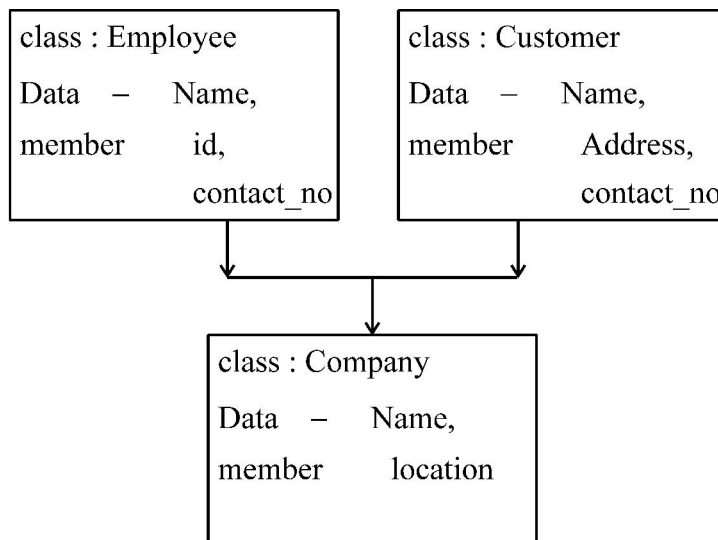 class : Employee
Data – Name,
member id,
contact_no
class : Customer
Data – Name,
member Address,
contact_no
class : Company
Data – Name,
member location